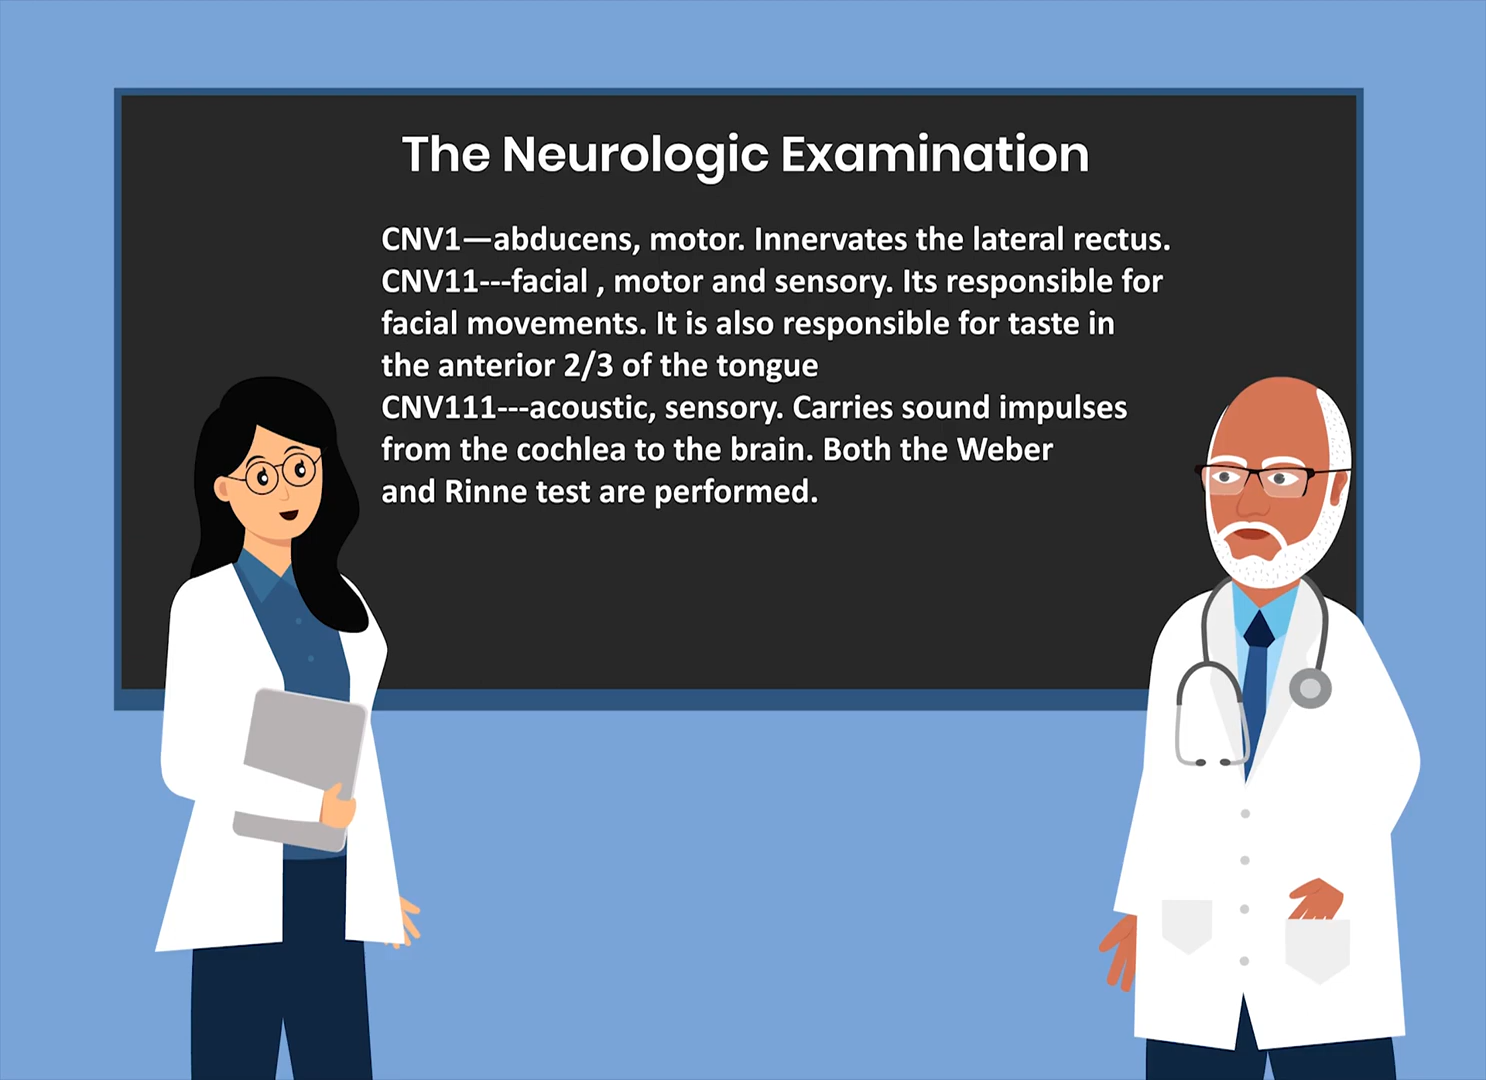 The Neurologic Examination
CNV1—abducens, motor. Innervates the lateral rectus.
CNV11---facial , motor and sensory. Its responsible for
facial movements. It is also responsible for taste in
the anterior 2/3 of the tongue
CNV111---acoustic, sensory. Carries sound impulses
from the cochlea to the brain. Both the Weber
and Rinne test are performed.